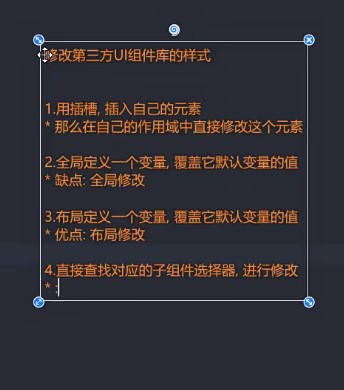 修改第三方UI组件库的样式
1.用插槽, 插入自己的元素
* 那么在自己的作用域中直接修改这个元素
2.全局定义一个变量, 覆盖它默认变量的值
* 缺点: 全局修改
3.布局定义一个变量, 覆盖它默认变量的值
* 优点: 布局修改
4.直接查找对应的子组件选择器, 进行修改
* :